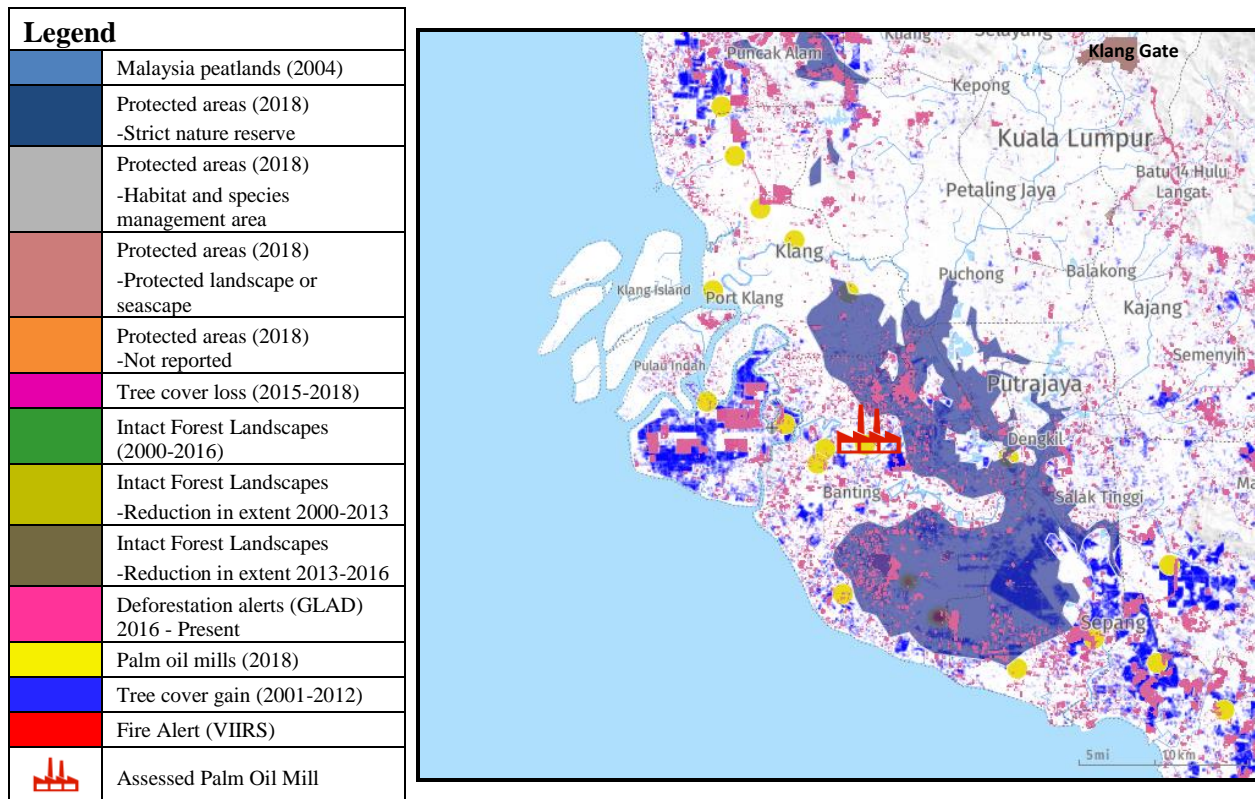 Legend
Malaysia peatlands (2004)
Protected areas (2018)
-Strict nature reserve
Protected areas (2018)
-Habitat and species
management area
Protected areas (2018)
-Protected landscape or
seascape
Protected areas (2018)
-Not reported
Tree cover loss (2015-2018)
Intact Forest Landscapes
(2000-2016)
Intact Forest Landscapes
-Reduction in extent 2000-2013
Intact Forest Landscapes
-Reduction in extent 2013-2016
Deforestation alerts (GLAD)
2016 - Present
Palm oil mills (2018)
Tree cover gain (2001-2012)
Fire Alert (VIIRS)
Assessed Palm Oil Mill
Kuang
Selayang
Puncak Alam
Klang Gate
Kepong
Kuala Lumpur
Batu 14 Hulu
Langat
Petaling Jaya
Klang
Puchong
Balakong
Klang Island
Port Klang
Kajang
Pulau Indah
Semenyih
Putrajaya
Dengkil
Banting
Salak Tinggi
Sepang
5mi
10km